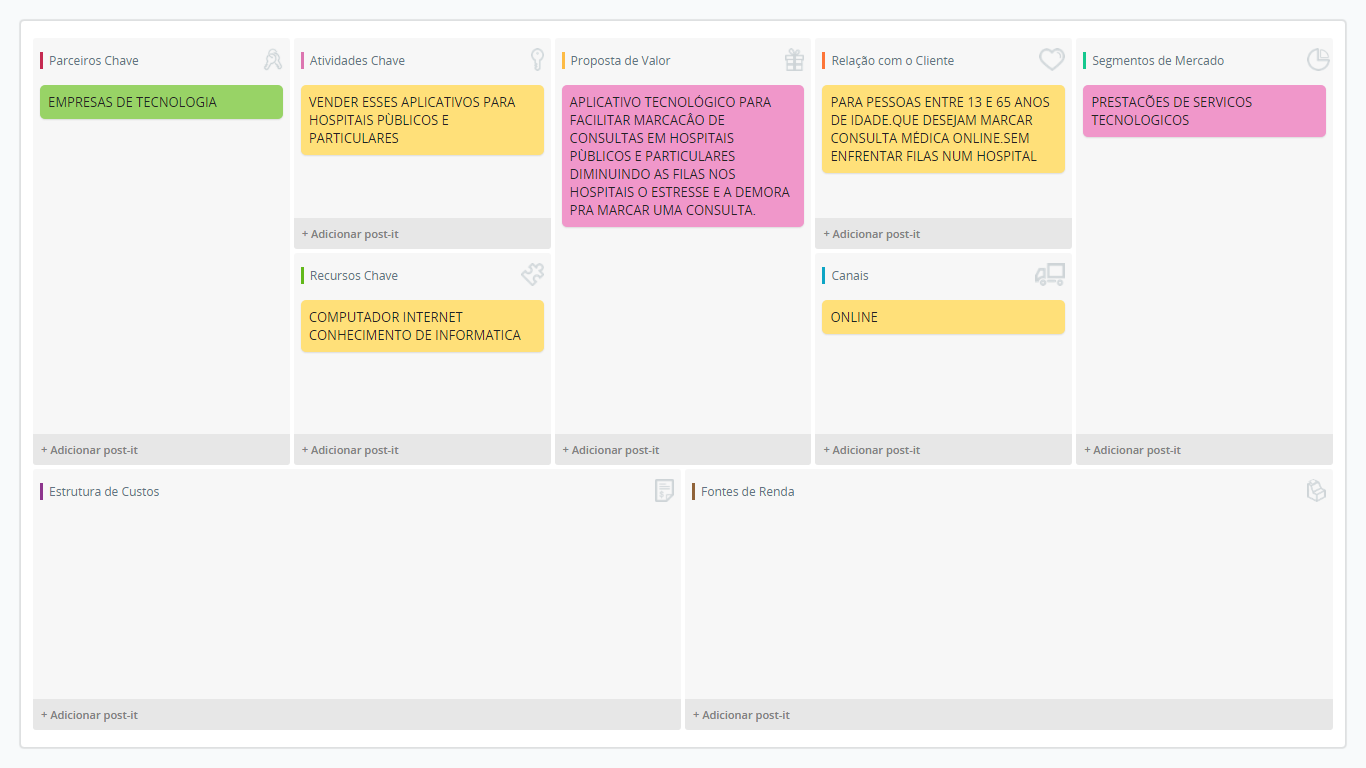 Parceiros Chave
EMPRESAS DE TECNOLOGIA
+ Adicionar post-it
Atividades Chave
VENDER ESSES APLICATIVOS PARA
HOSPITAIS PÙBLICOS E
PARTICULARES
+ Adicionar post-it
Recursos Chave
COMPUTADOR INTERNET
CONHECIMENTO DE INFORMATICA
+ Adicionar post-it
Proposta de Valor
APLICATIVO TECNOLÓGICO PARA
FACILITAR MARCACÂO DE
CONSULTAS EM HOSPITAIS
PÙBLICOS E PARTICULARES
DIMINUINDO AS FILAS NOS
HOSPITAIS O ESTRESSE E A DEMORA
PRA MARCAR UMA CONSULTA.
+ Adicionar post-it
Relação com o Cliente
PARA PESSOAS ENTRE 13 E 65 ANOS
DE IDADE.QUE DESEJAM MARCAR
CONSULTA MÉDICA ONLINE.SEM
ENFRENTAR FILAS NUM HOSPITAL
+ Adicionar post-it
Canais
ONLINE
+ Adicionar post-it
Segmentos de Mercado
PRESTACÕES DE SERVICOS
TECNOLOGICOS
+ Adicionar post-it
Estrutura de Custos
+ Adicionar post-it
Fontes de Renda
+ Adicionar post-it